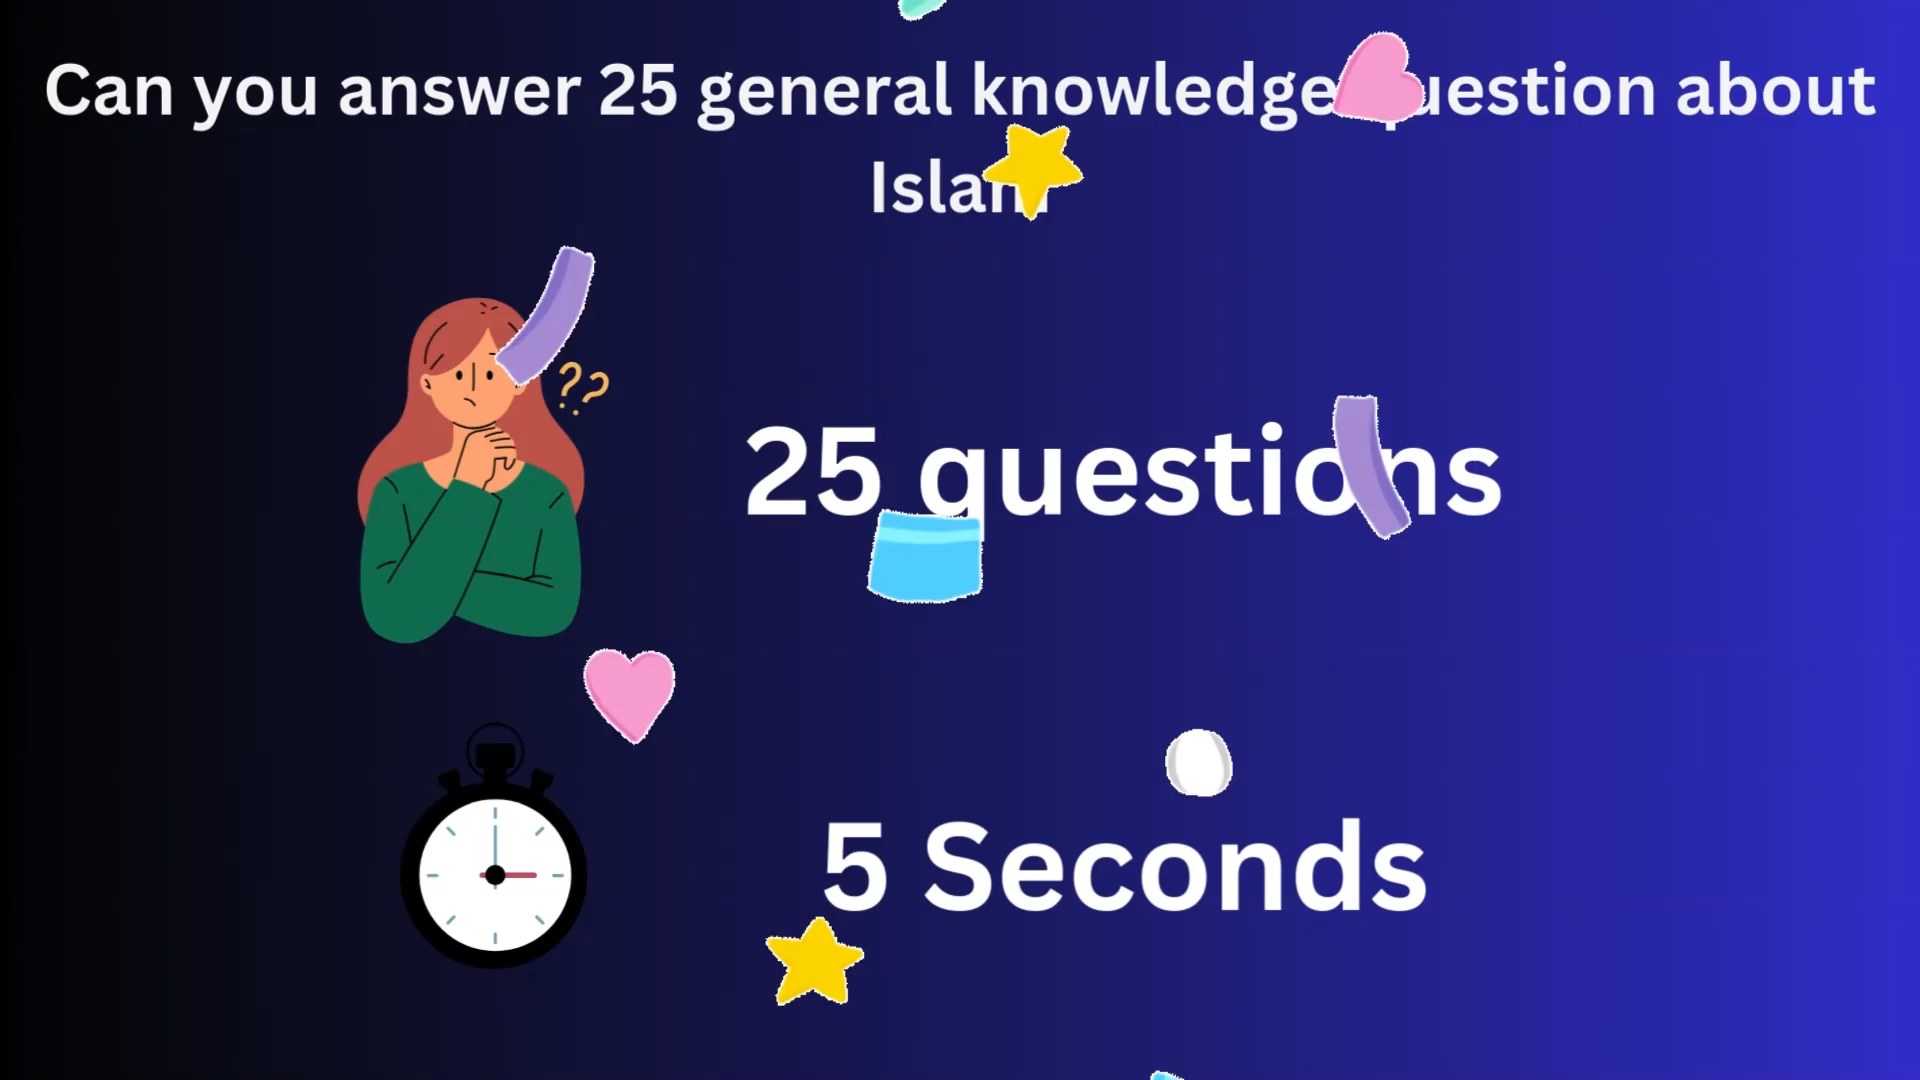 Can you answer 25 general knowledge question about
Islam
??
25 questions
5 Seconds